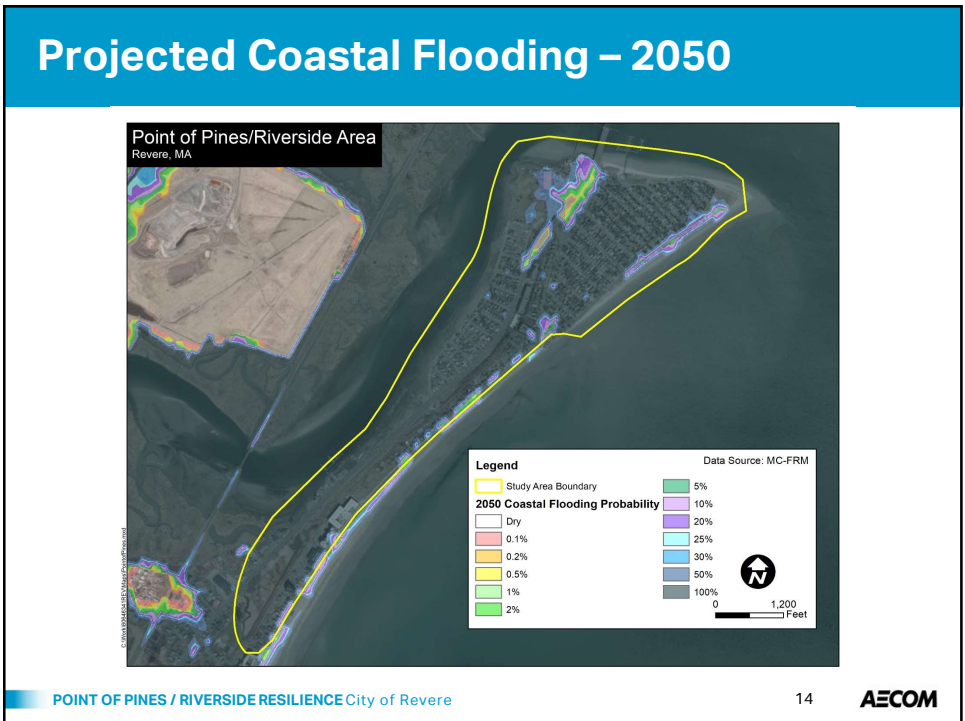 Projected Coastal Flooding – 2050
Point of Pines/Riverside Area
Revere, MA
Legend
Data Source: MC-FRM
Study Area Boundary
2050 Coastal Flooding Probability
Dry
0.1%
0.2%
0.5%
1%
2%
5%
10%
20%
25%
30%
50%
100%
N
0 1,200
Feet
POINT OF PINES / RIVERSIDE RESILIENCE City of Revere
14
AECOM